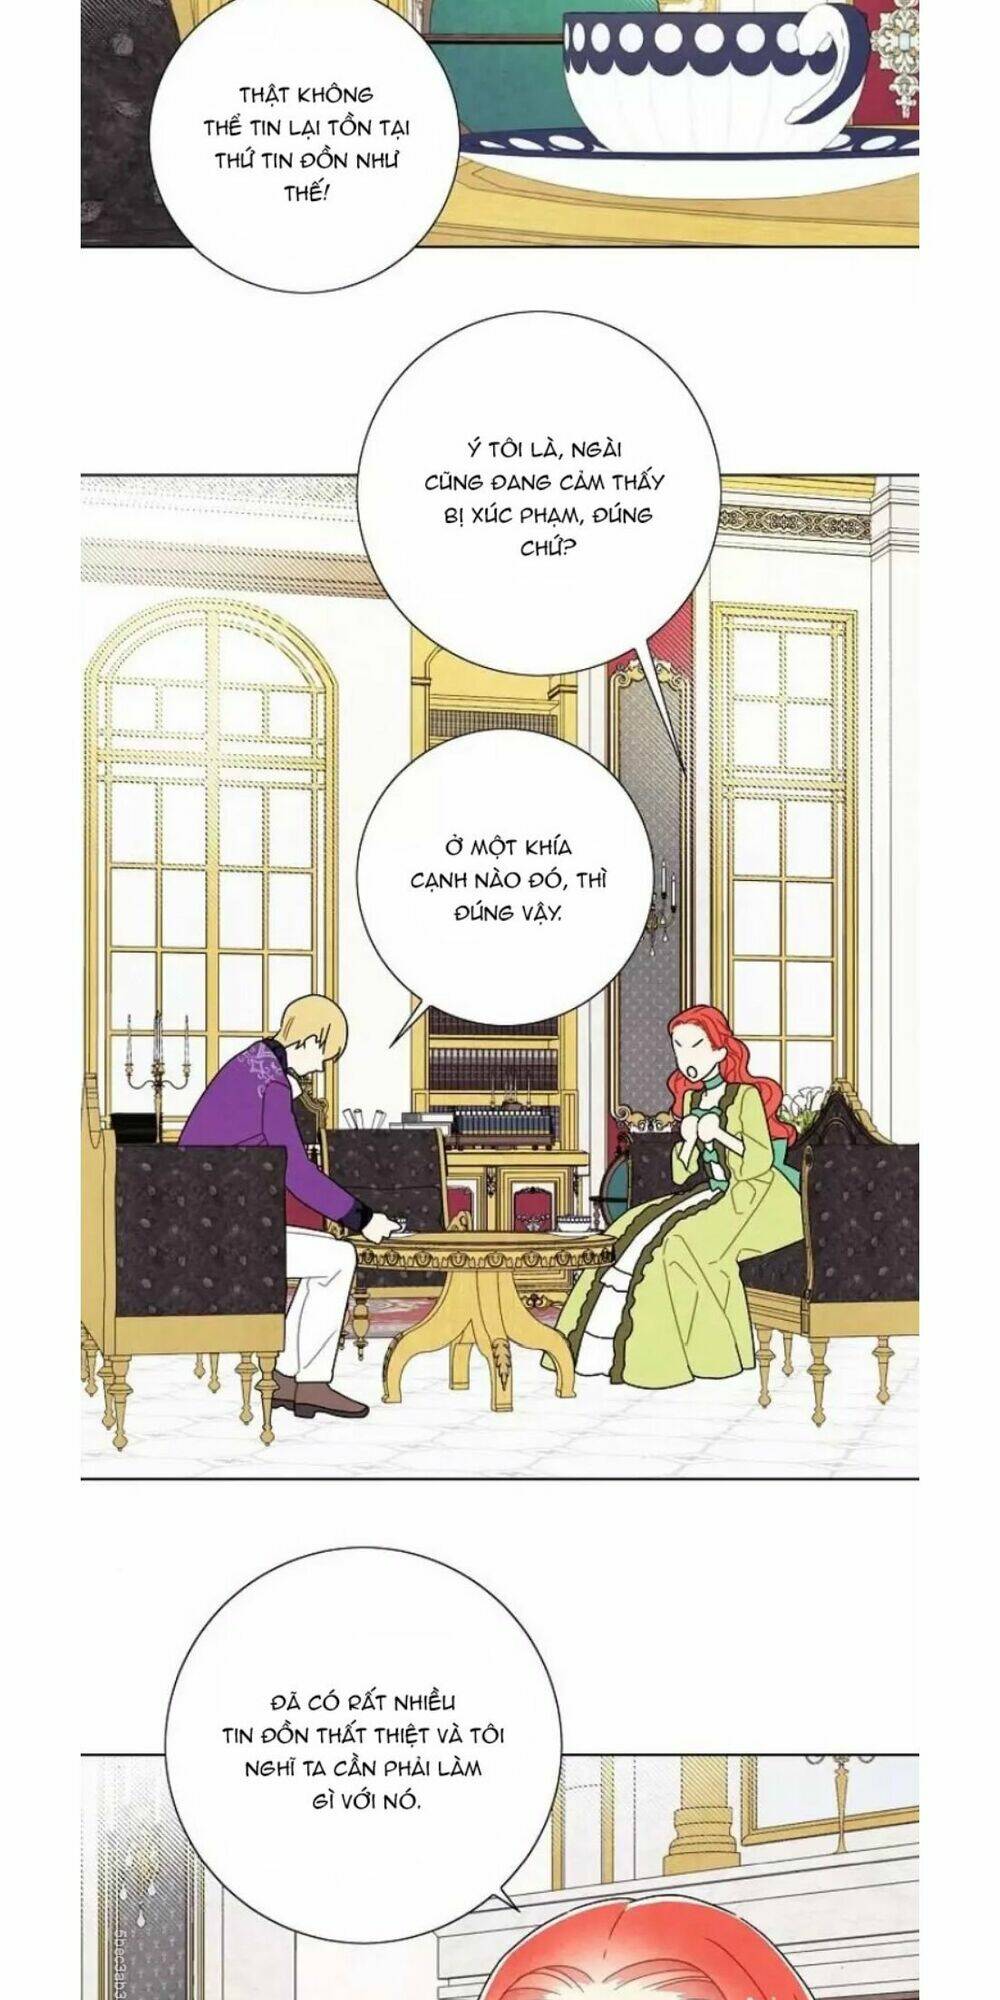 THẬT KHÔNG
THỂ TIN LẠI TỒN TẠI
THỨ TIN ĐỒN NHƯ
THẾ!
Ý TÔI LÀ, NGÀI
CŨNG ĐANG CẢM THẤY
BỊ XÚC PHẠM, ĐÚNG
CHỨ?
Ở MỘT KHÍA
CẠNH NÀO ĐÓ, THÌ
ĐÚNG VẬY.
ĐÃ CÓ RẤT NHIỀU
TIN ĐỒN THẤT THIỆT VÀ TÔI
NGHĨ TA CẦN PHẢI LÀM
GÌ VỚI NÓ.